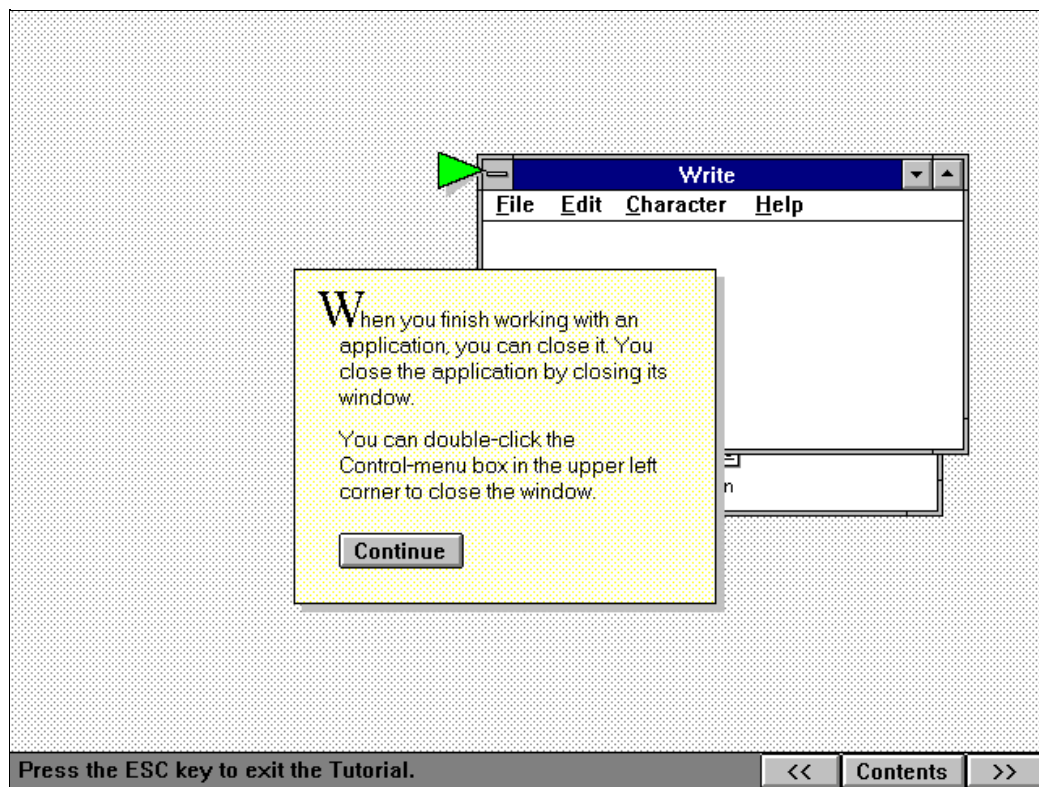 Write
File Edit Character Help
When you finish working with an
application, you can close it. You
close the application by closing its
window.
You can double-click the
Control-menu box in the upper left
corner to close the window.
n
Continue
Press the ESC key to exit the Tutorial.
<< Contents >>